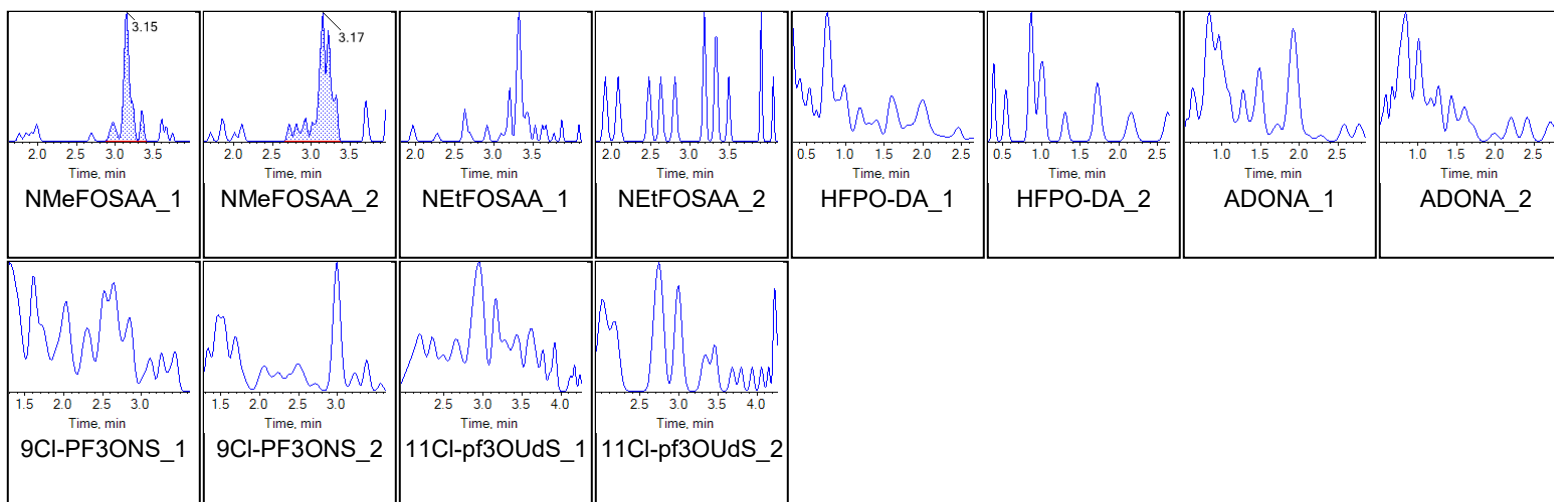 3.15
3.17
2.0 2.5 3.0 3.5
2.0 2.5 3.0 3.5
2.0 2.5 3.0 3.5
2.0 2.5 3.0 3.5
0.5 1.0 1.5 2.0 2.5
0.5 1.0 1.5 2.0 2.5
1.0 1.5 2.0 2.5
1.0 1.5 2.0 2.5
Time, min
Time, min
Time, min
Time, min
Time, min
Time, min
Time, min
Time, min
NMeFOSAA_1
NMeFOSAA_2
NEtFOSAA_1
NEtFOSAA_2
HFPO-DA_1
HFPO-DA_2
ADONA_1
ADONA_2
1.5 2.0 2.5 3.0
1.5 2.0 2.5 3.0
2.5 3.0 3.5 4.0
2.5 3.0 3.5 4.0
Time, min
Time, min
Time, min
Time, min
9Cl-PF3ONS_1
9Cl-PF3ONS_2
11Cl-pf3OUdS_1
11Cl-pf3OUdS_2